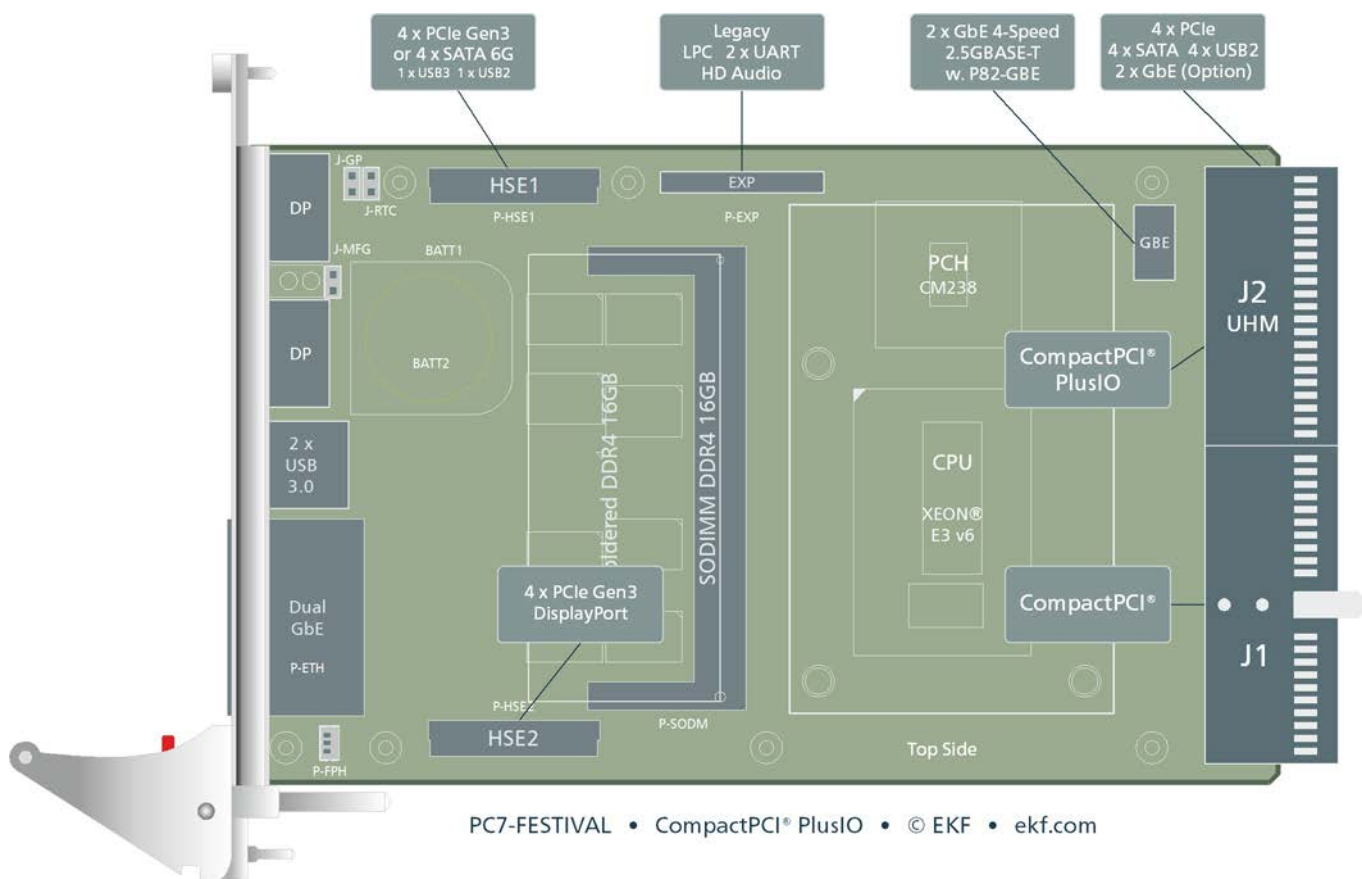 4 x PCIe Gen3
or 4 x SATA 6G
1 x USB3 1 x USB2
Legacy
LPC 2 x UART
HD Audio
2 x GbE 4-Speed
2.5GBASE-T
w. P82-GBE
4 x PCIe
4 x SATA 4 x USB2
2 x GbE (Option)
J-GP
DP
J-RTC
HSE1
P-HSE1
EXP
P-EXP
GBE
J-MFG
BATT1
PCH
CM238
J2
UHM
DP
BATT2
CompactPCI®
PlusIO
2 x
USB
3.0
DDR4 16GB
SODIMM DDR4 16GB
CPU
XEON®
E3 v6
4 x PCIe Gen3
DisplayPort
CompactPCI®
Dual
GbE
P-ETH
J1
P-HSE2
HSE2
P-SODM
P-FPH
Top Side
PC7-FESTIVAL • CompactPCI® PlusIO • © EKF • ekf.com